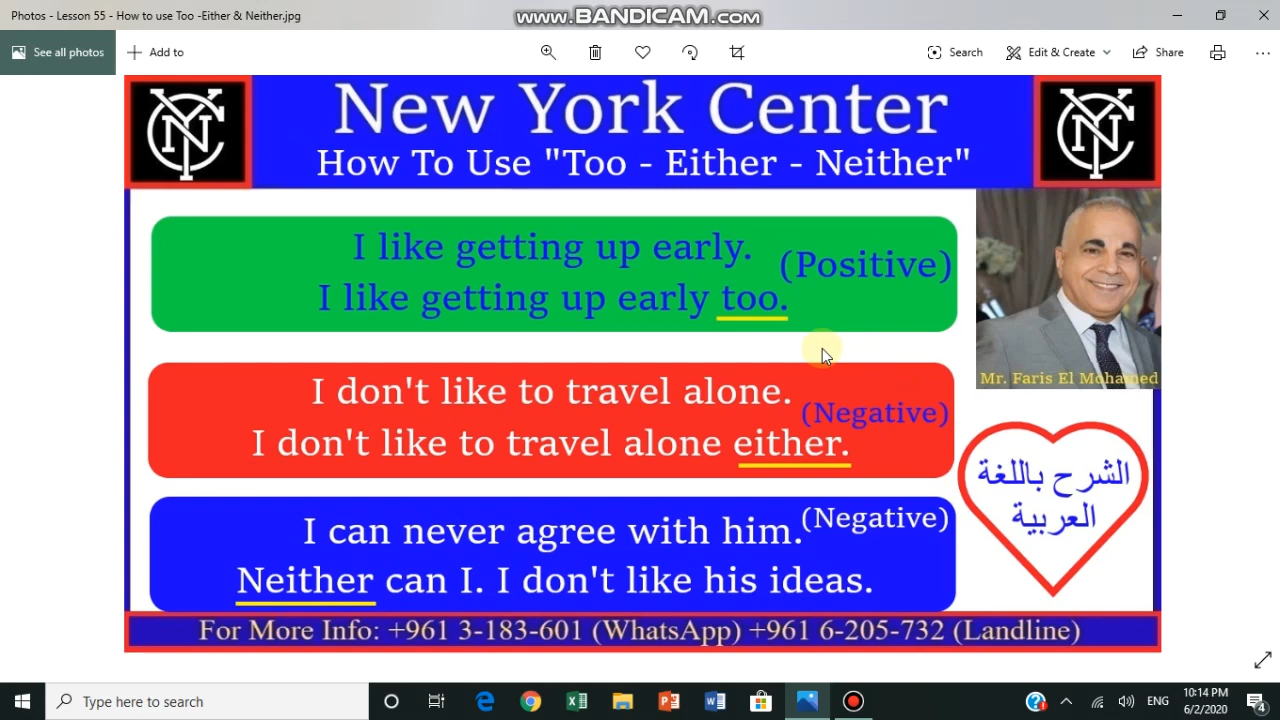 Photos - Lesson 55 - How to use Too -Either & Neither.jpg
www.BANDICAM.com
See all photos
Add to
Search
Edit & Create
Share
New York Center
How To Use "Too - Either - Neither"
I like getting up early.
(Positive)
I like getting up early too.
Mr. Faris El Mohamed
I don't like to travel alone.
(Negative)
I don't like to travel alone either.
الشرح باللغة
العربية
I can never agree with him.
(Negative)
Neither can I. I don't like his ideas.
For More Info: +961 3-183-601 (WhatsApp) +961 6-205-732 (Landline)
Type here to search
ENG
10:14 PM
6/2/2020
4